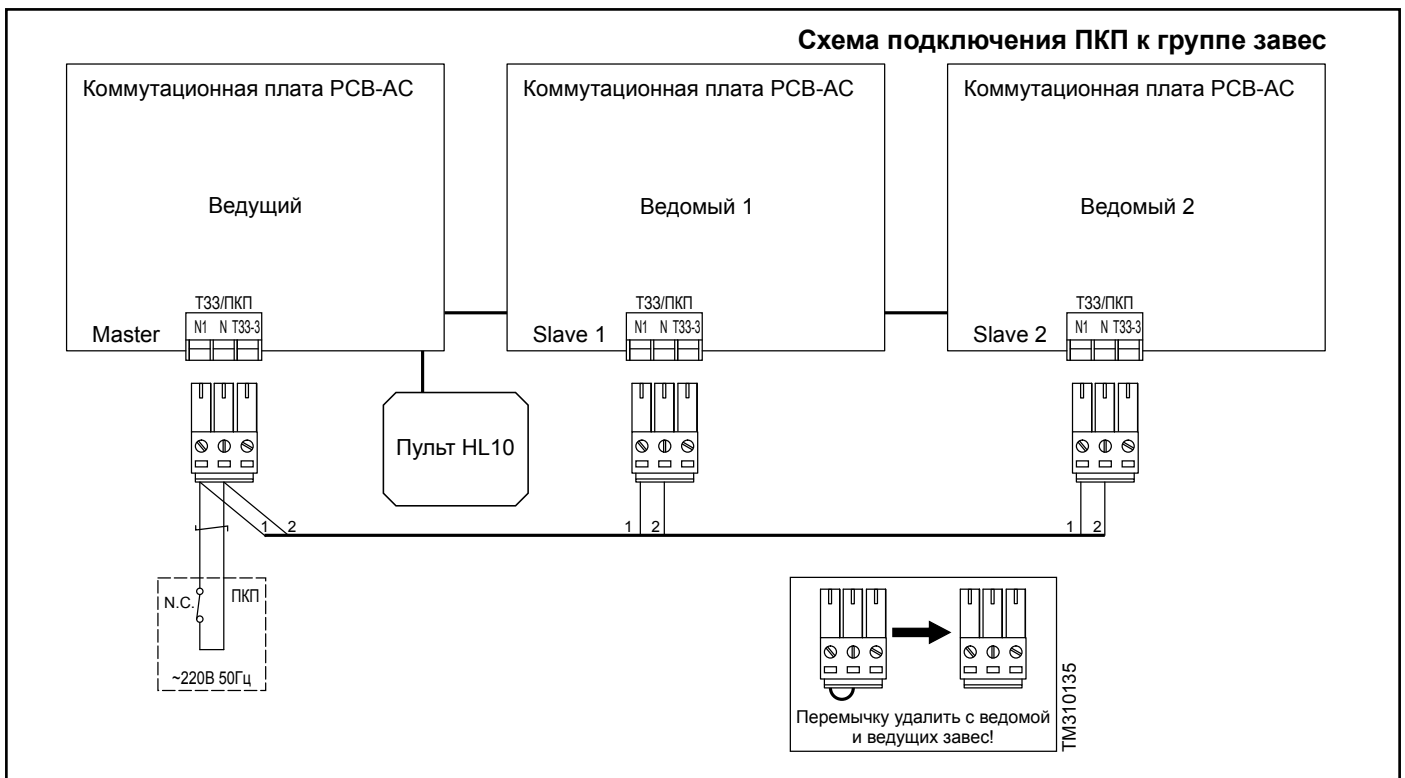 Схема подключения ПКП к группе завес
Коммутационная плата PCB-AC
Коммутационная плата PCB-AC
Коммутационная плата PCB-AC
Ведущий
Ведомый 1
Ведомый 2
ТЗЗ/ПКП
ТЗЗ/ПКП
ТЗЗ/ПКП
Master
N1 N ТЗЗ-3
Slave 1
N1 N ТЗЗ-3
Slave 2
N1 N ТЗЗ-3
Пульт HL10
1 2
1 2
1 2
N.C.
ПКП
~220В 50Гц
Перемычку удалить с ведомой
и ведущих завес!
TM310135